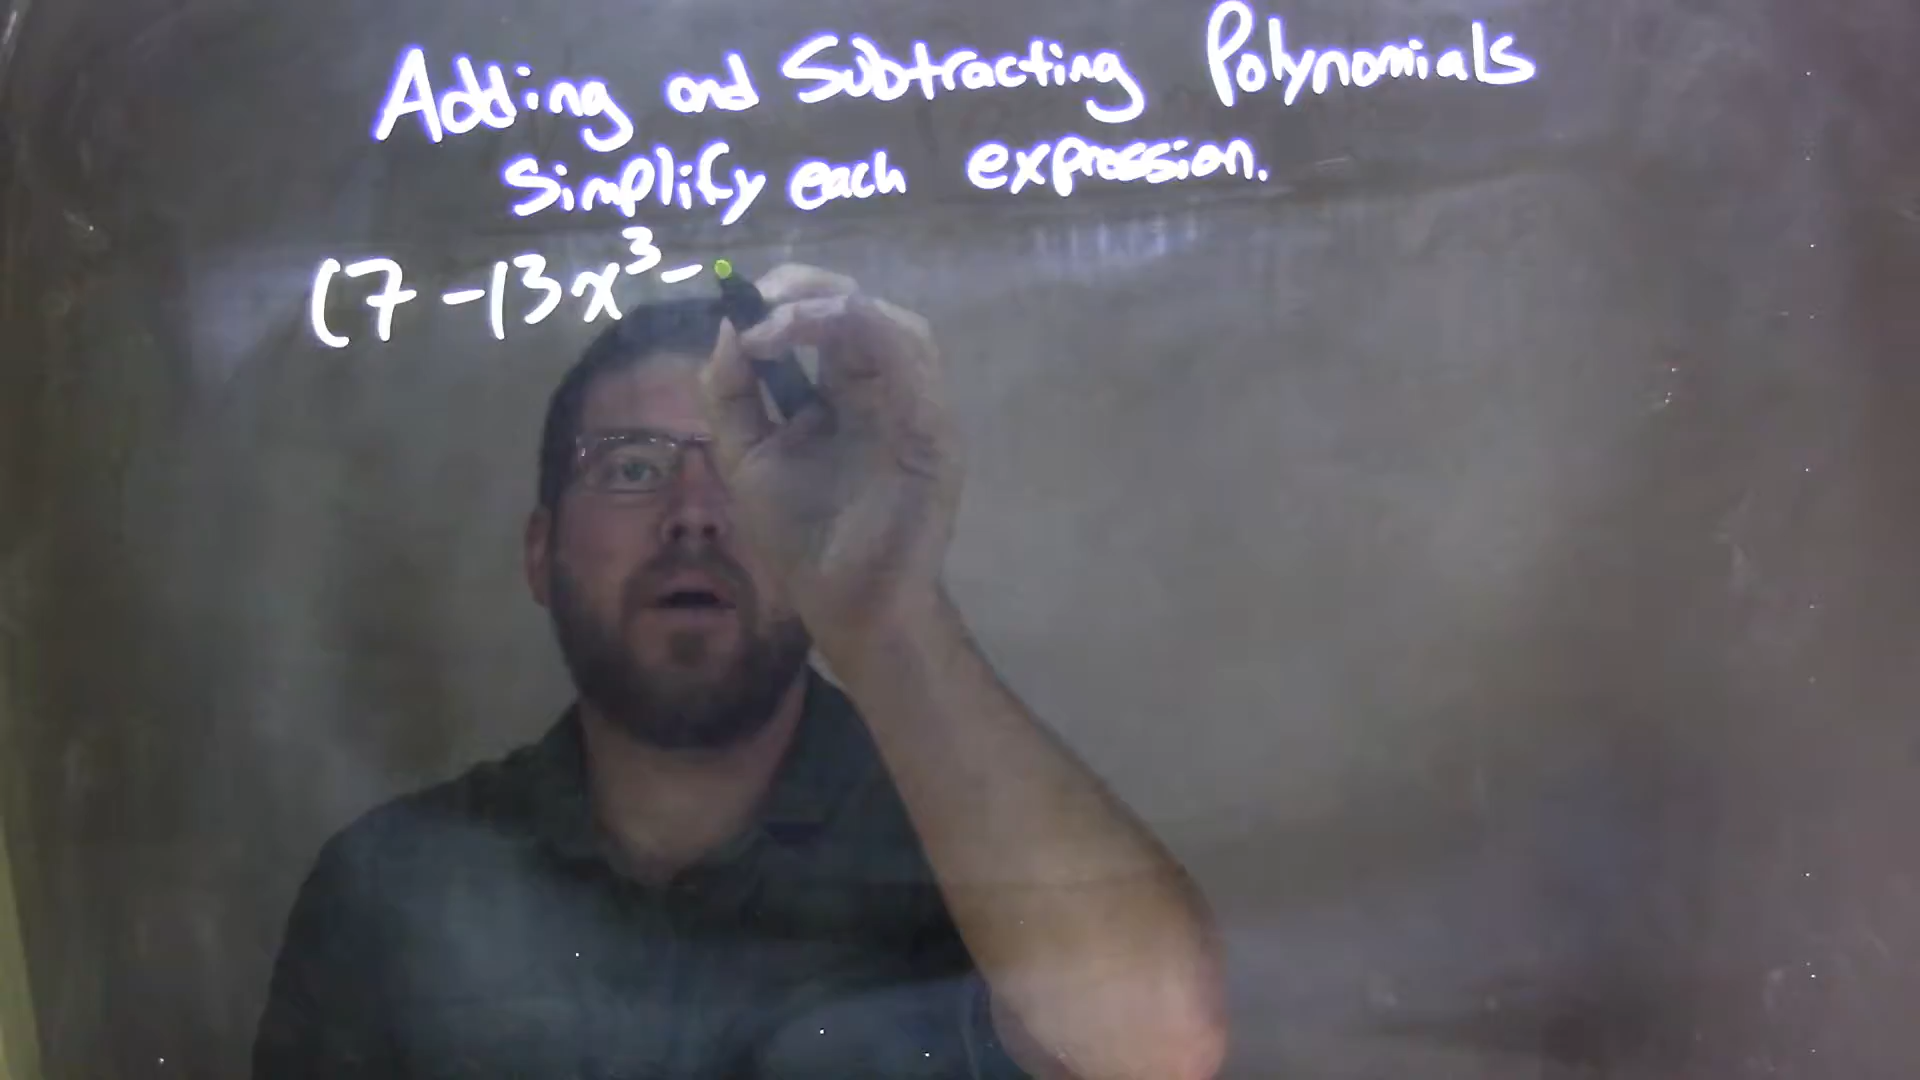 Adding and Subtracting Polynomials
Simplify each expression.
(7 - 13x³ -